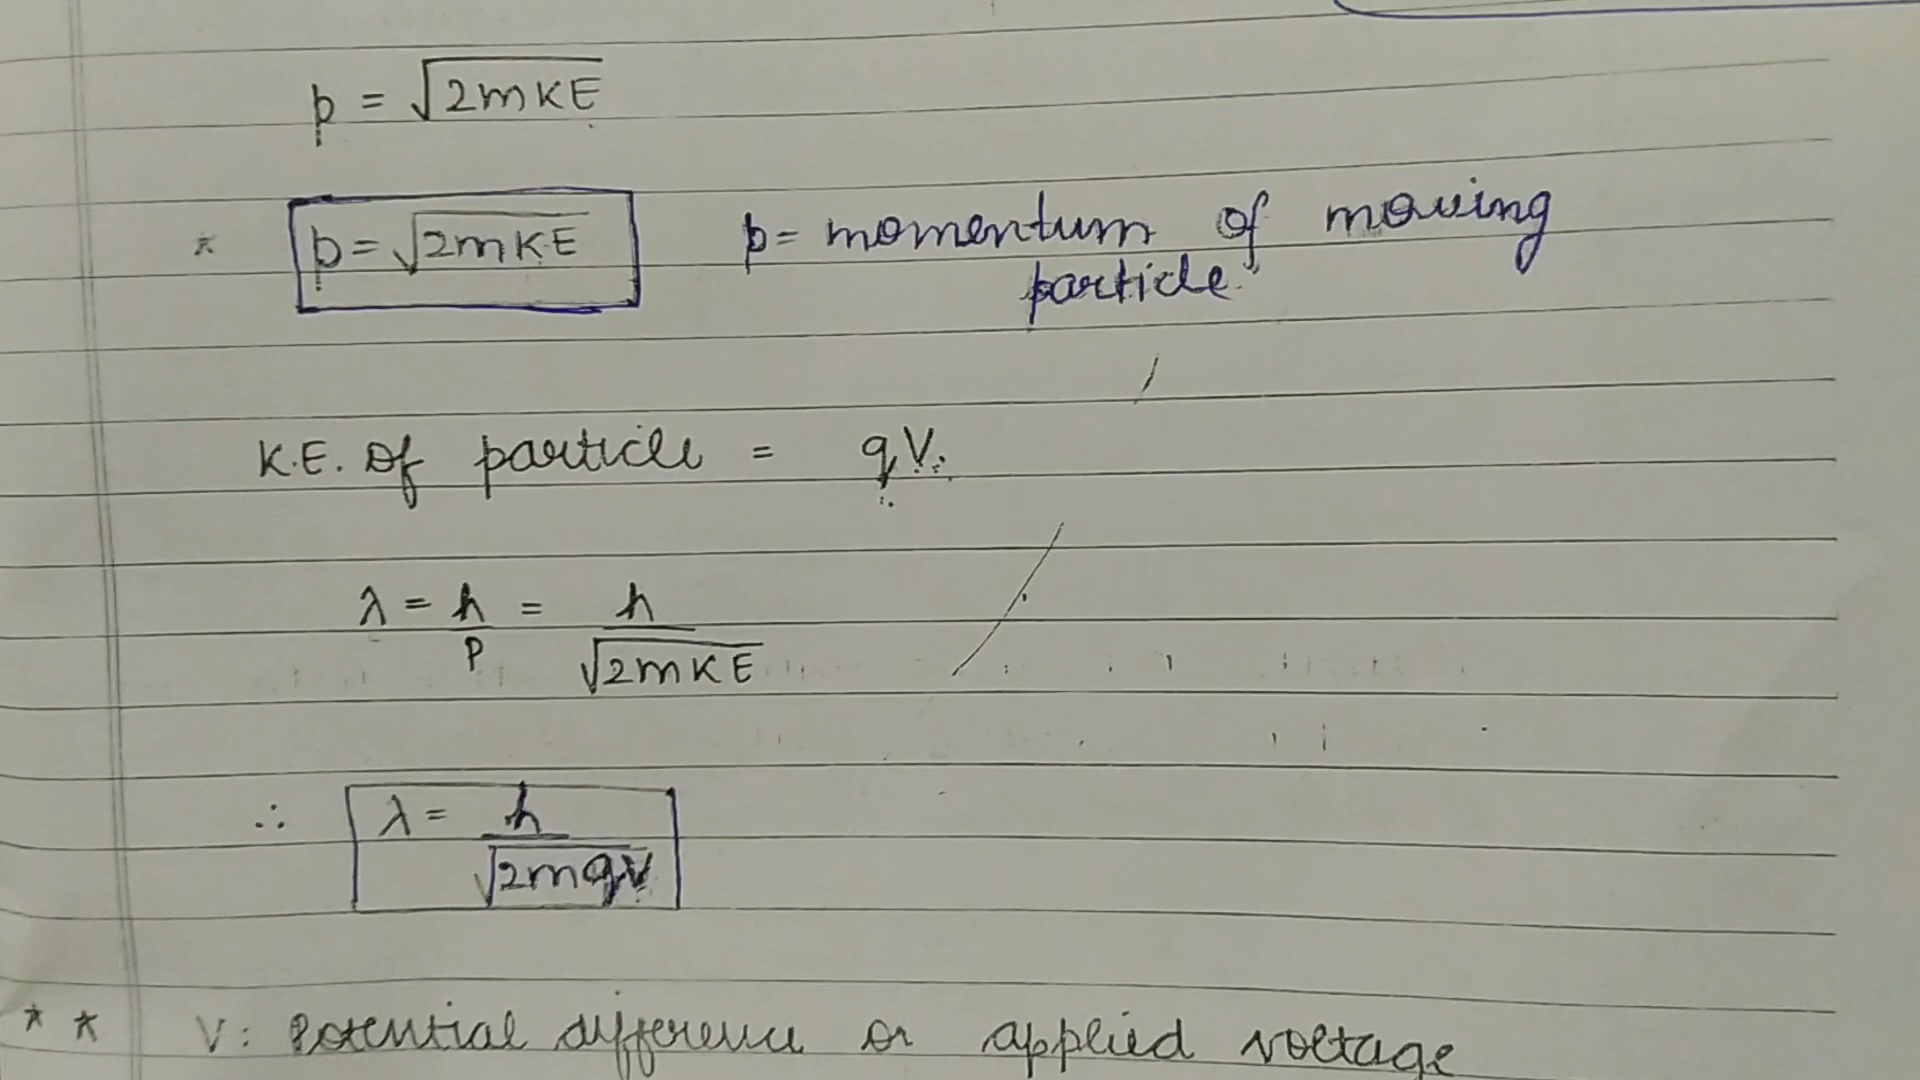 p = √2mKE
* p = √2mKE p = momentum of moving
particle.
K.E. of particle = qV.
λ = h/p = h/√2mKE
∴ λ = h/√2mqV
* * V: Potential difference or applied voltage